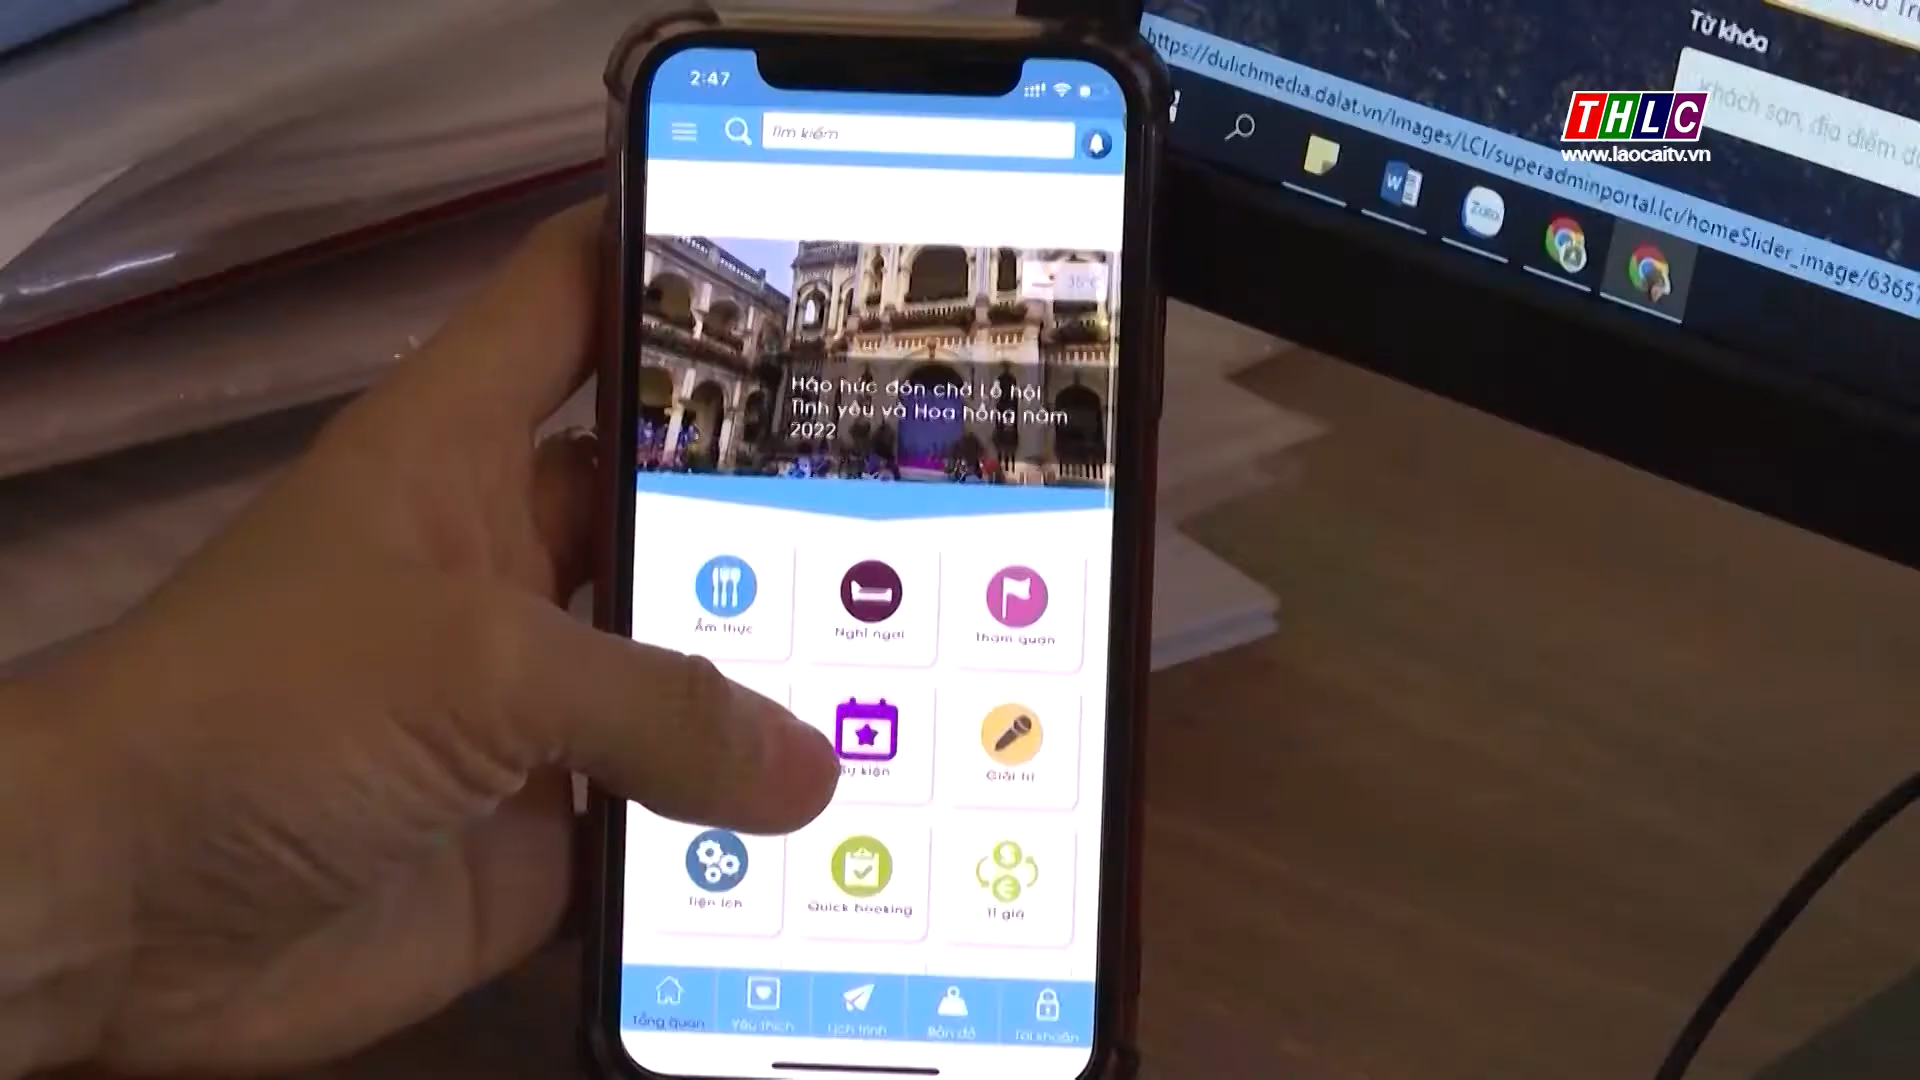 2:47
Tìm kiếm
35°C
Háo hức đón chờ Lễ hội
Tình yêu và Hoa hồng năm
2022
Ẩm thực
Nghỉ ngơi
Tham quan
Sự kiện
Giải trí
Tiện ích
Quick booking
Tỉ giá
Tổng quan
Yêu thích
Lịch trình
Bản đồ
Tài khoản
Từ khóa
Khách sạn, địa điểm
https://dulichmedia.dalat.vn/Images/LCI/superadminportal.lci/homeSlider_image/63657
Zalo
THLC
www.laocaitv.vn